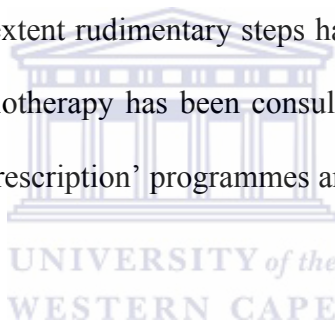 extent rudimentary steps ha
otherapy has been consul
rescription’ programmes a
UNIVERSITY of the
WESTERN CAPE